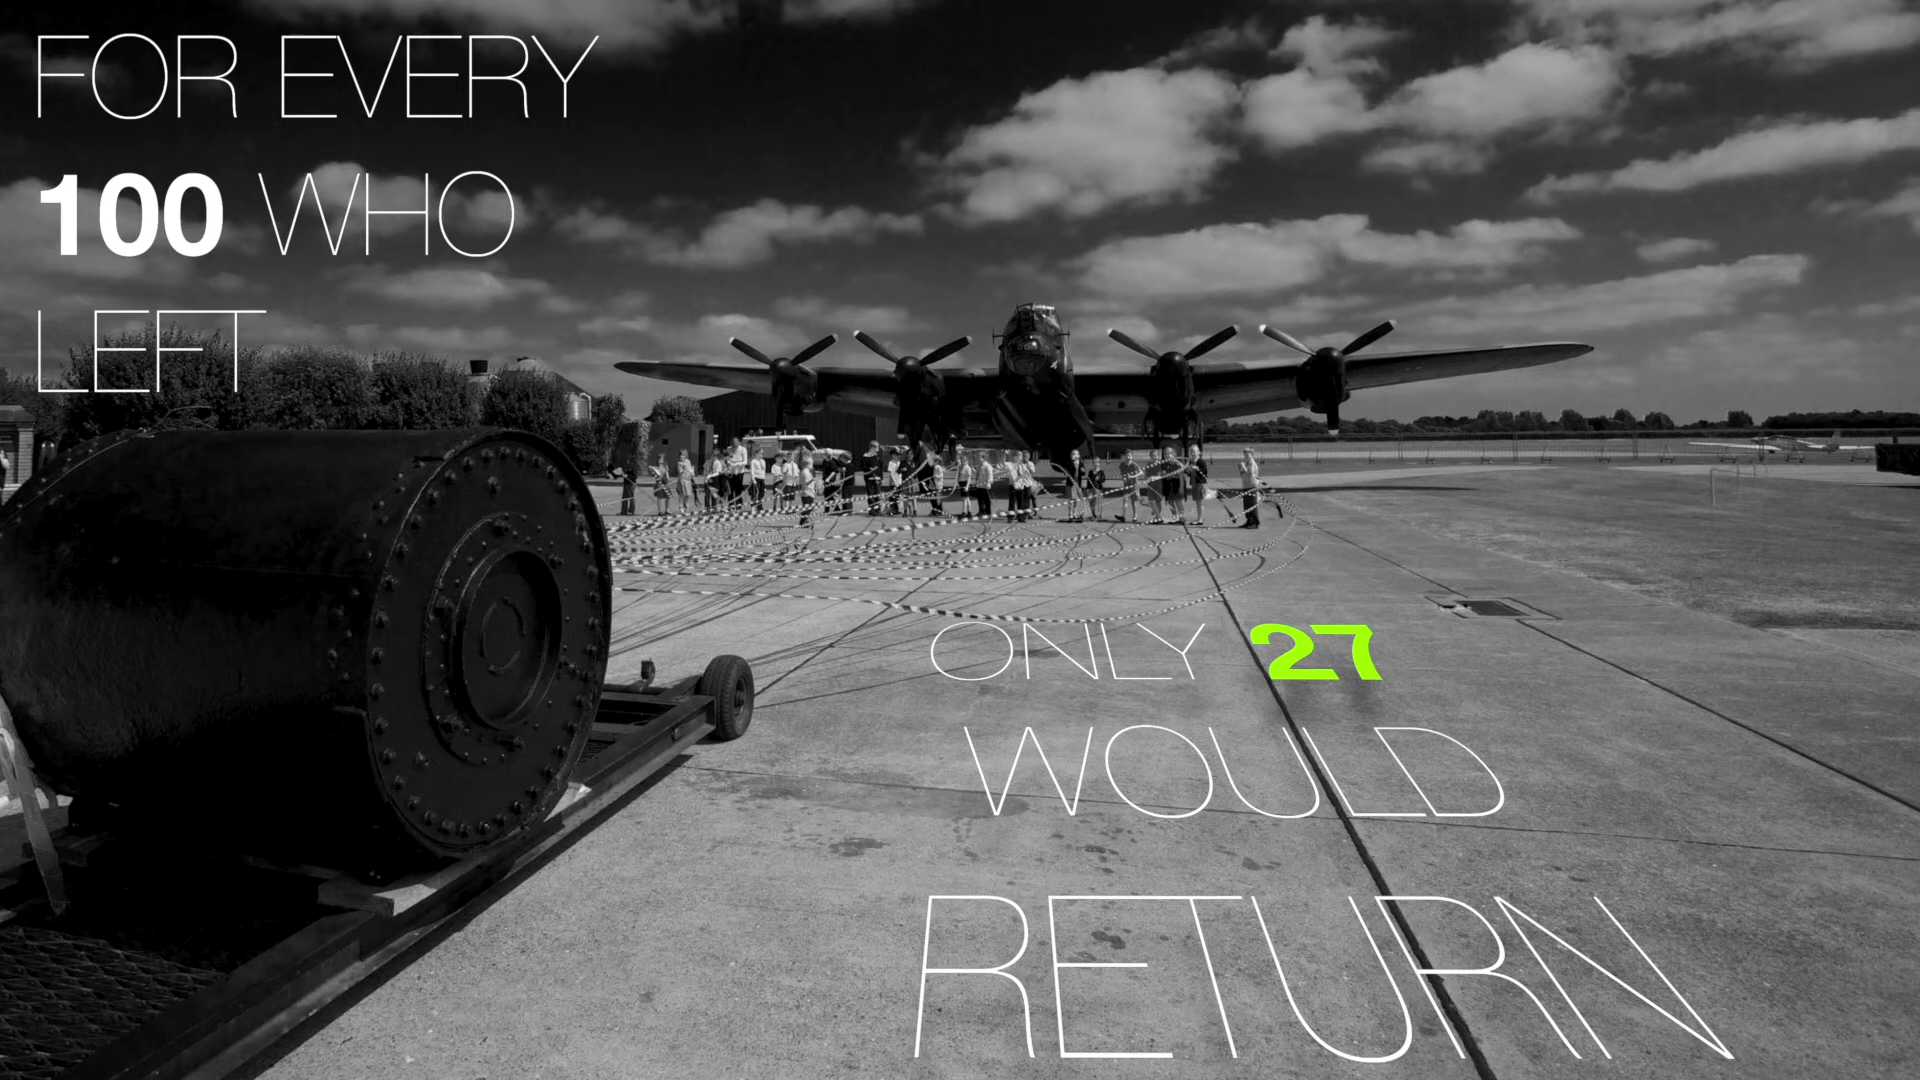 FOR EVERY
100 WHO
LEFT
ONLY 27
WOULD
RETURN